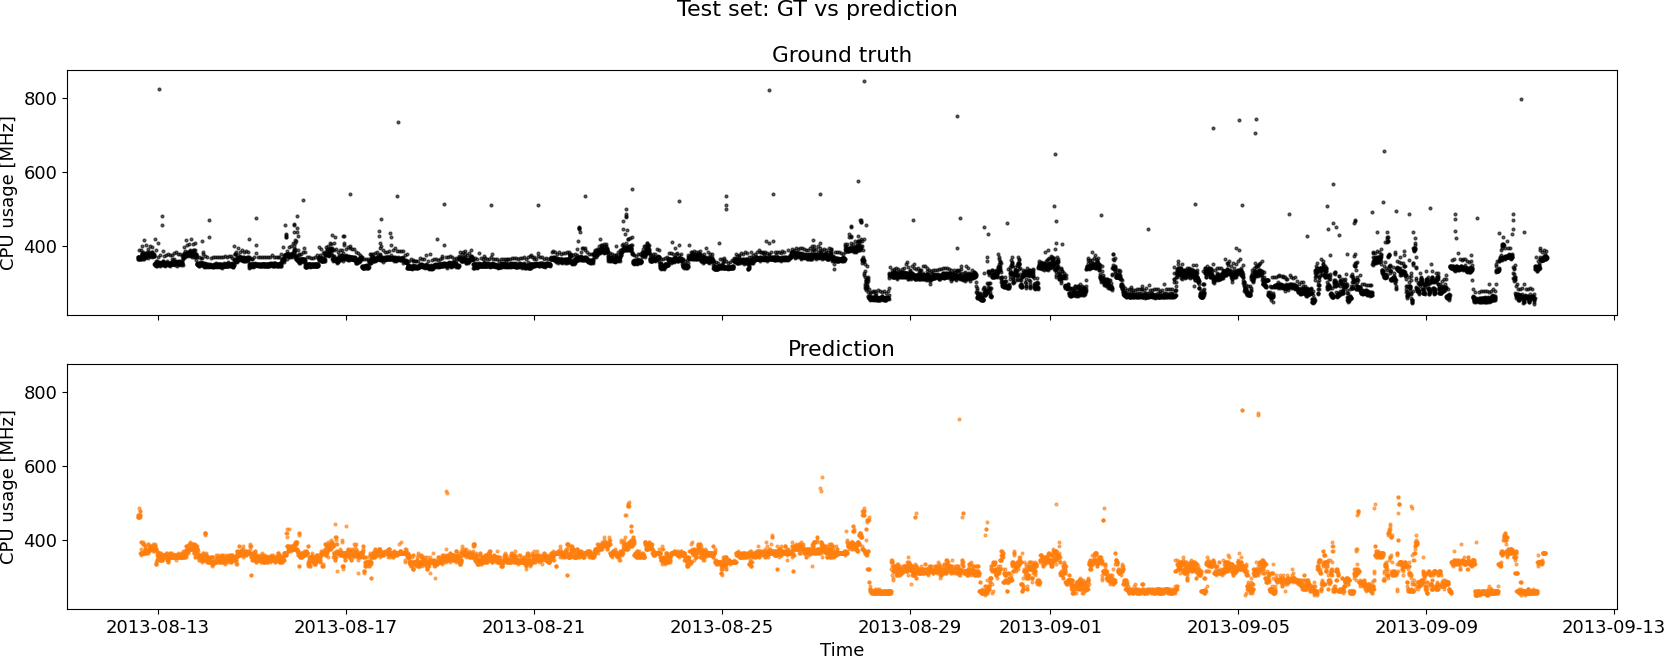 Test set: GT vs prediction
Ground truth
CPU usage [MHz]
800
600
400
Prediction
CPU usage [MHz]
800
600
400
2013-08-13 2013-08-17 2013-08-21 2013-08-25 2013-08-29 2013-09-01 2013-09-05 2013-09-09 2013-09-13
Time